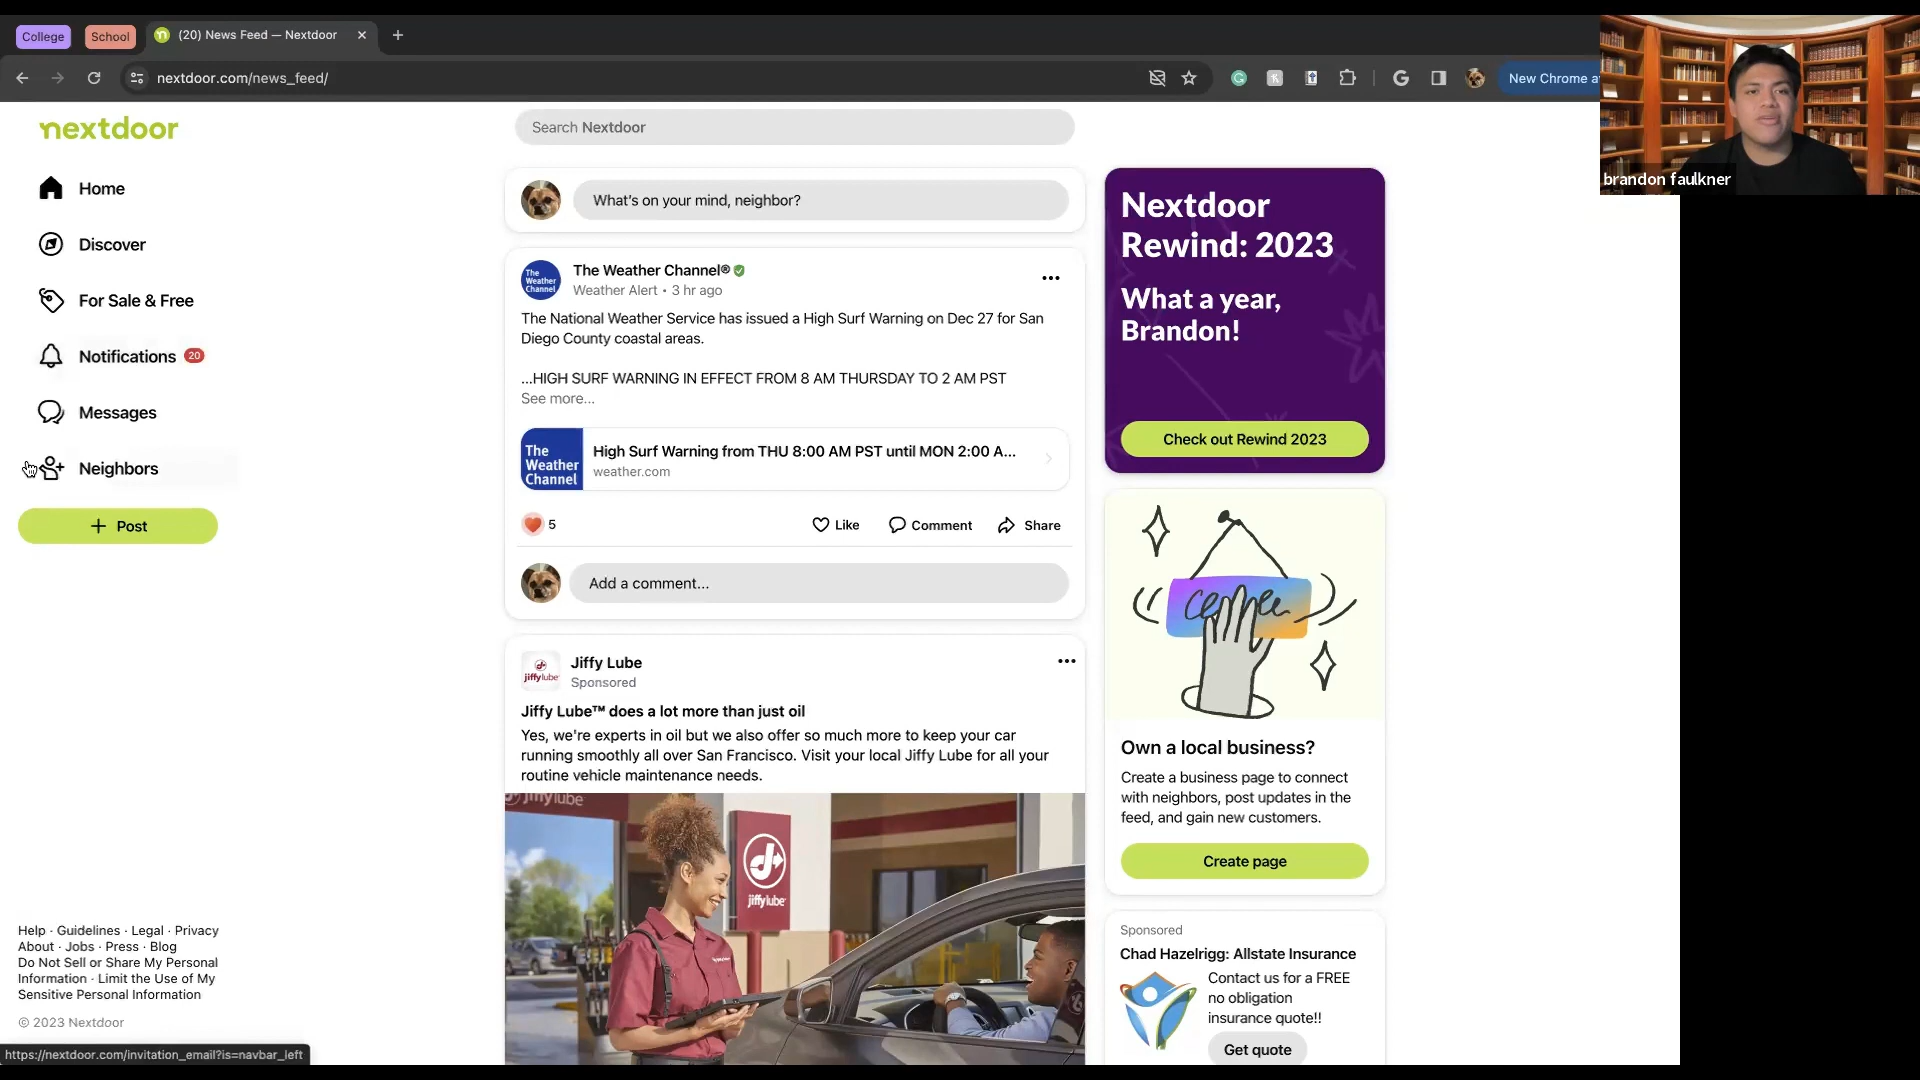 College
School
(20) News Feed — Nextdoor
nextdoor.com/news_feed/
New Chrome a
brandon faulkner
nextdoor
Home
Discover
For Sale & Free
Notifications 20
Messages
Neighbors
+ Post
Help · Guidelines · Legal · Privacy
About · Jobs · Press · Blog
Do Not Sell or Share My Personal
Information · Limit the Use of My
Sensitive Personal Information
© 2023 Nextdoor
https://nextdoor.com/invitation_email?is=navbar_left
Search Nextdoor
What's on your mind, neighbor?
The Weather Channel
The Weather Channel®
Weather Alert • 3 hr ago
The National Weather Service has issued a High Surf Warning on Dec 27 for San
Diego County coastal areas.
...HIGH SURF WARNING IN EFFECT FROM 8 AM THURSDAY TO 2 AM PST
See more...
The
Weather
Channel
High Surf Warning from THU 8:00 AM PST until MON 2:00 A...
weather.com
5
Like
Comment
Share
Add a comment...
jiffylube
Jiffy Lube
Sponsored
Jiffy Lube™ does a lot more than just oil
Yes, we're experts in oil but we also offer so much more to keep your car
running smoothly all over San Francisco. Visit your local Jiffy Lube for all your
routine vehicle maintenance needs.
jiffylube
jiffylube
Nextdoor
Rewind: 2023
What a year,
Brandon!
Check out Rewind 2023
Own a local business?
Create a business page to connect
with neighbors, post updates in the
feed, and gain new customers.
Create page
Sponsored
Chad Hazelrigg: Allstate Insurance
Contact us for a FREE
no obligation
insurance quote!!
Get quote